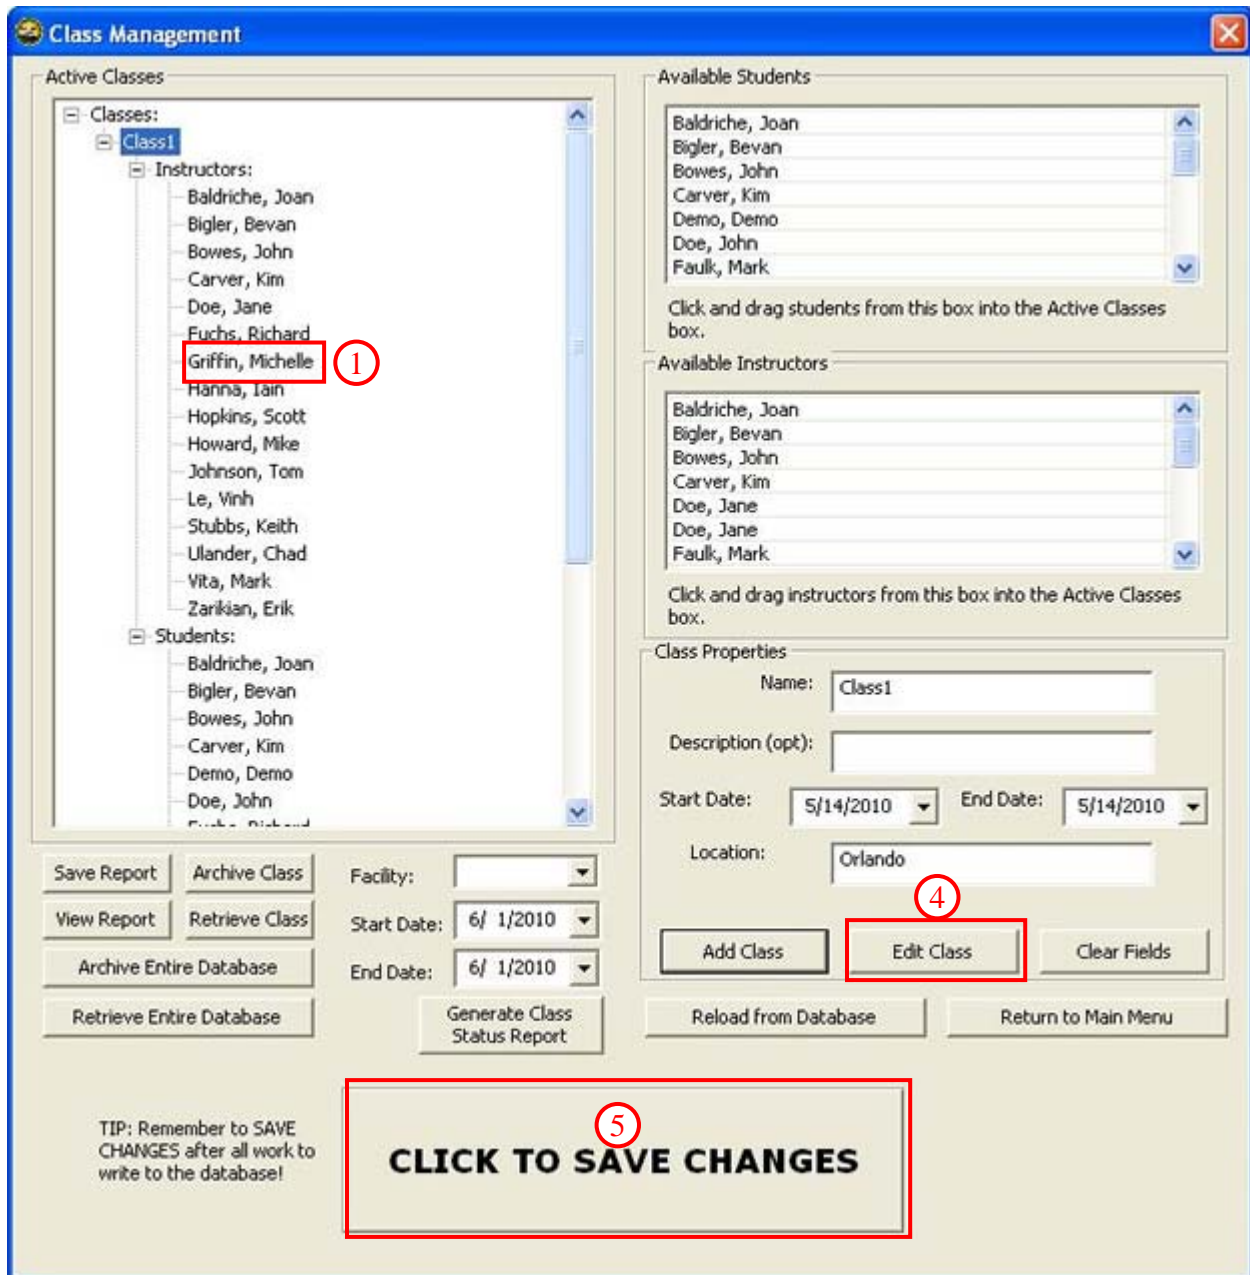 Class Management
Active Classes
Classes:
Class1
Instructors:
Baldriche, Joan
Bigler, Bevan
Bowes, John
Carver, Kim
Doe, Jane
Fuchs, Richard
Griffin, Michelle
1
Hanna, Iain
Hopkins, Scott
Howard, Mike
Johnson, Tom
Le, Vinh
Stubbs, Keith
Ulander, Chad
Vita, Mark
Zarikian, Erik
Students:
Baldriche, Joan
Bigler, Bevan
Bowes, John
Carver, Kim
Demo, Demo
Doe, John
Fuchs, Richard
Available Students
Baldriche, Joan
Bigler, Bevan
Bowes, John
Carver, Kim
Demo, Demo
Doe, John
Faulk, Mark
Click and drag students from this box into the Active Classes
box.
Available Instructors
Baldriche, Joan
Bigler, Bevan
Bowes, John
Carver, Kim
Doe, Jane
Doe, Jane
Faulk, Mark
Click and drag instructors from this box into the Active Classes
box.
Class Properties
Name: Class1
Description (opt):
Start Date: 5/14/2010 End Date: 5/14/2010
Location: Orlando
4
Add Class Edit Class Clear Fields
Save Report Archive Class Facility:
View Report Retrieve Class Start Date: 6/ 1/2010
Archive Entire Database End Date: 6/ 1/2010
Retrieve Entire Database
Generate Class
Status Report
Reload from Database Return to Main Menu
TIP: Remember to SAVE
CHANGES after all work to
write to the database!
5
CLICK TO SAVE CHANGES